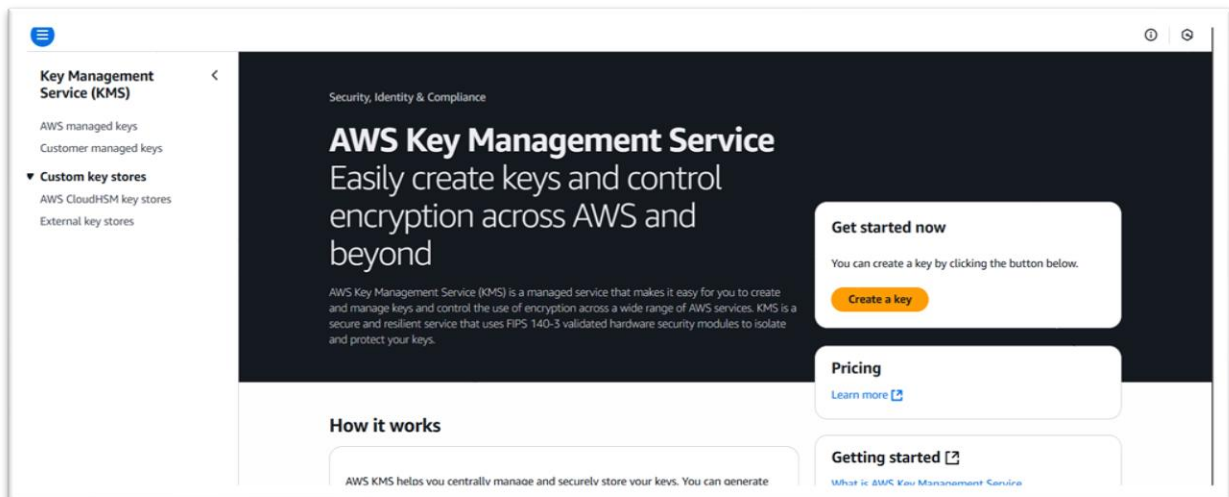 Key Management
Service (KMS)
AWS managed keys
Customer managed keys
Custom key stores
AWS CloudHSM key stores
External key stores
Security, Identity & Compliance
AWS Key Management Service
Easily create keys and control
encryption across AWS and
beyond
AWS Key Management Service (KMS) is a managed service that makes it easy for you to create
and manage keys and control the use of encryption across a wide range of AWS services. KMS is a
secure and resilient service that uses FIPS 140-3 validated hardware security modules to isolate
and protect your keys.
Get started now
You can create a key by clicking the button below.
Create a key
Pricing
Learn more
How it works
AWS KMS helps you centrally manage and securely store your keys. You can generate
Getting started
What is AWS Key Management Service